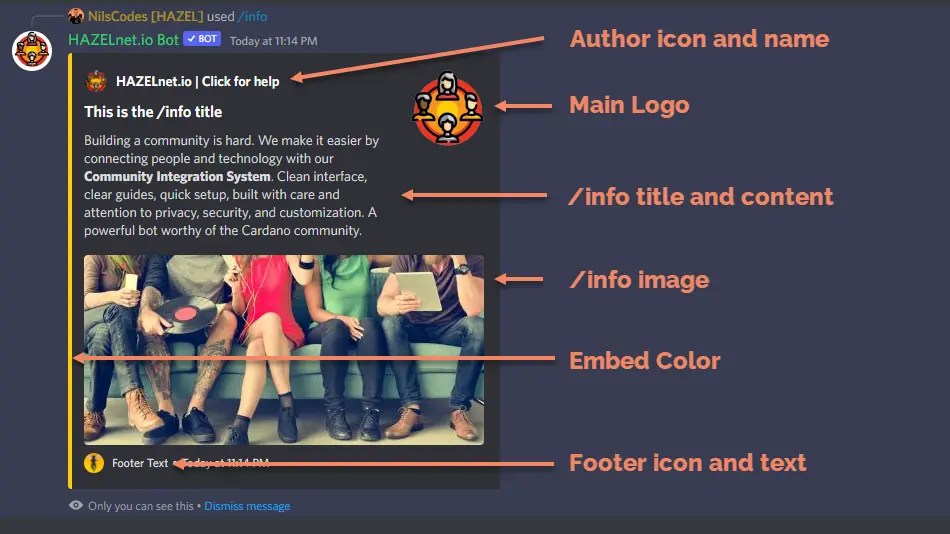 NilsCodes [HAZEL] used /info
HAZELnet.io Bot ✓ BOT Today at 11:14 PM
HAZELnet.io | Click for help
This is the /info title
Building a community is hard. We make it easier by
connecting people and technology with our
Community Integration System. Clean interface,
clear guides, quick setup, built with care and
attention to privacy, security, and customization. A
powerful bot worthy of the Cardano community.
Footer Text • Today at 11:14 PM
Only you can see this • Dismiss message
Author icon and name
Main Logo
/info title and content
/info image
Embed Color
Footer icon and text